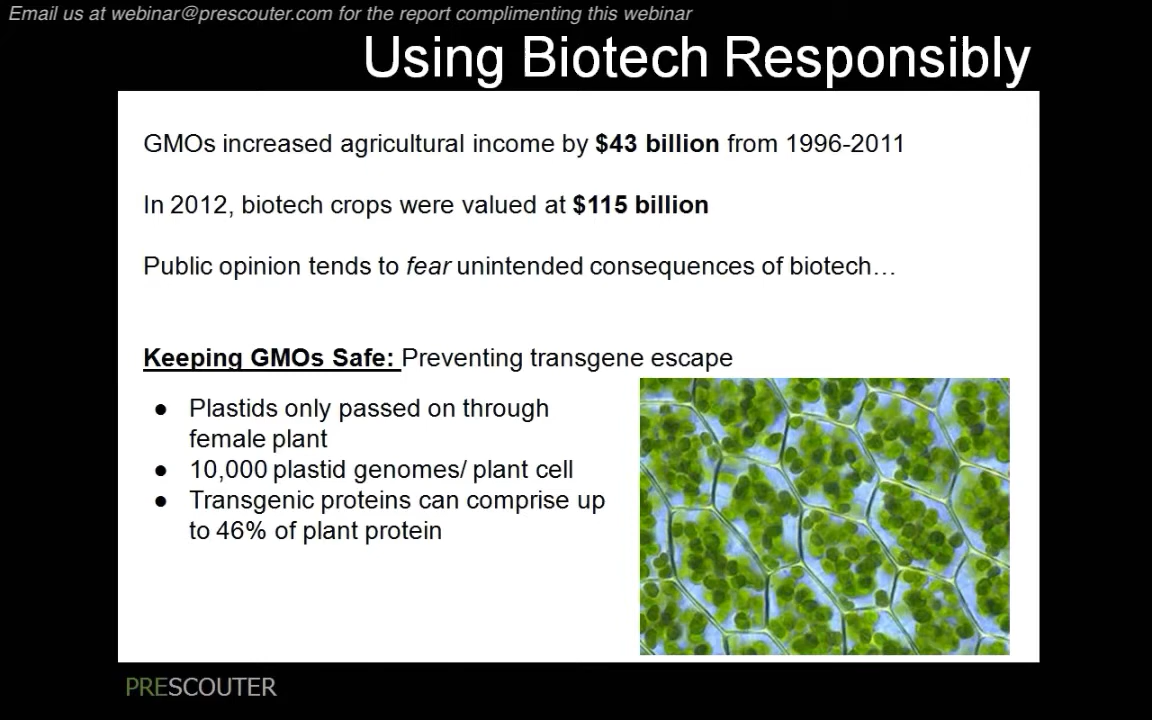 Email us at webinar@prescouter.com for the report complimenting this webinar
Using Biotech Responsibly
GMOs increased agricultural income by $43 billion from 1996-2011
In 2012, biotech crops were valued at $115 billion
Public opinion tends to fear unintended consequences of biotech…
Keeping GMOs Safe: Preventing transgene escape
● Plastids only passed on through
female plant
● 10,000 plastid genomes/ plant cell
● Transgenic proteins can comprise up
to 46% of plant protein
PRESCOUTER